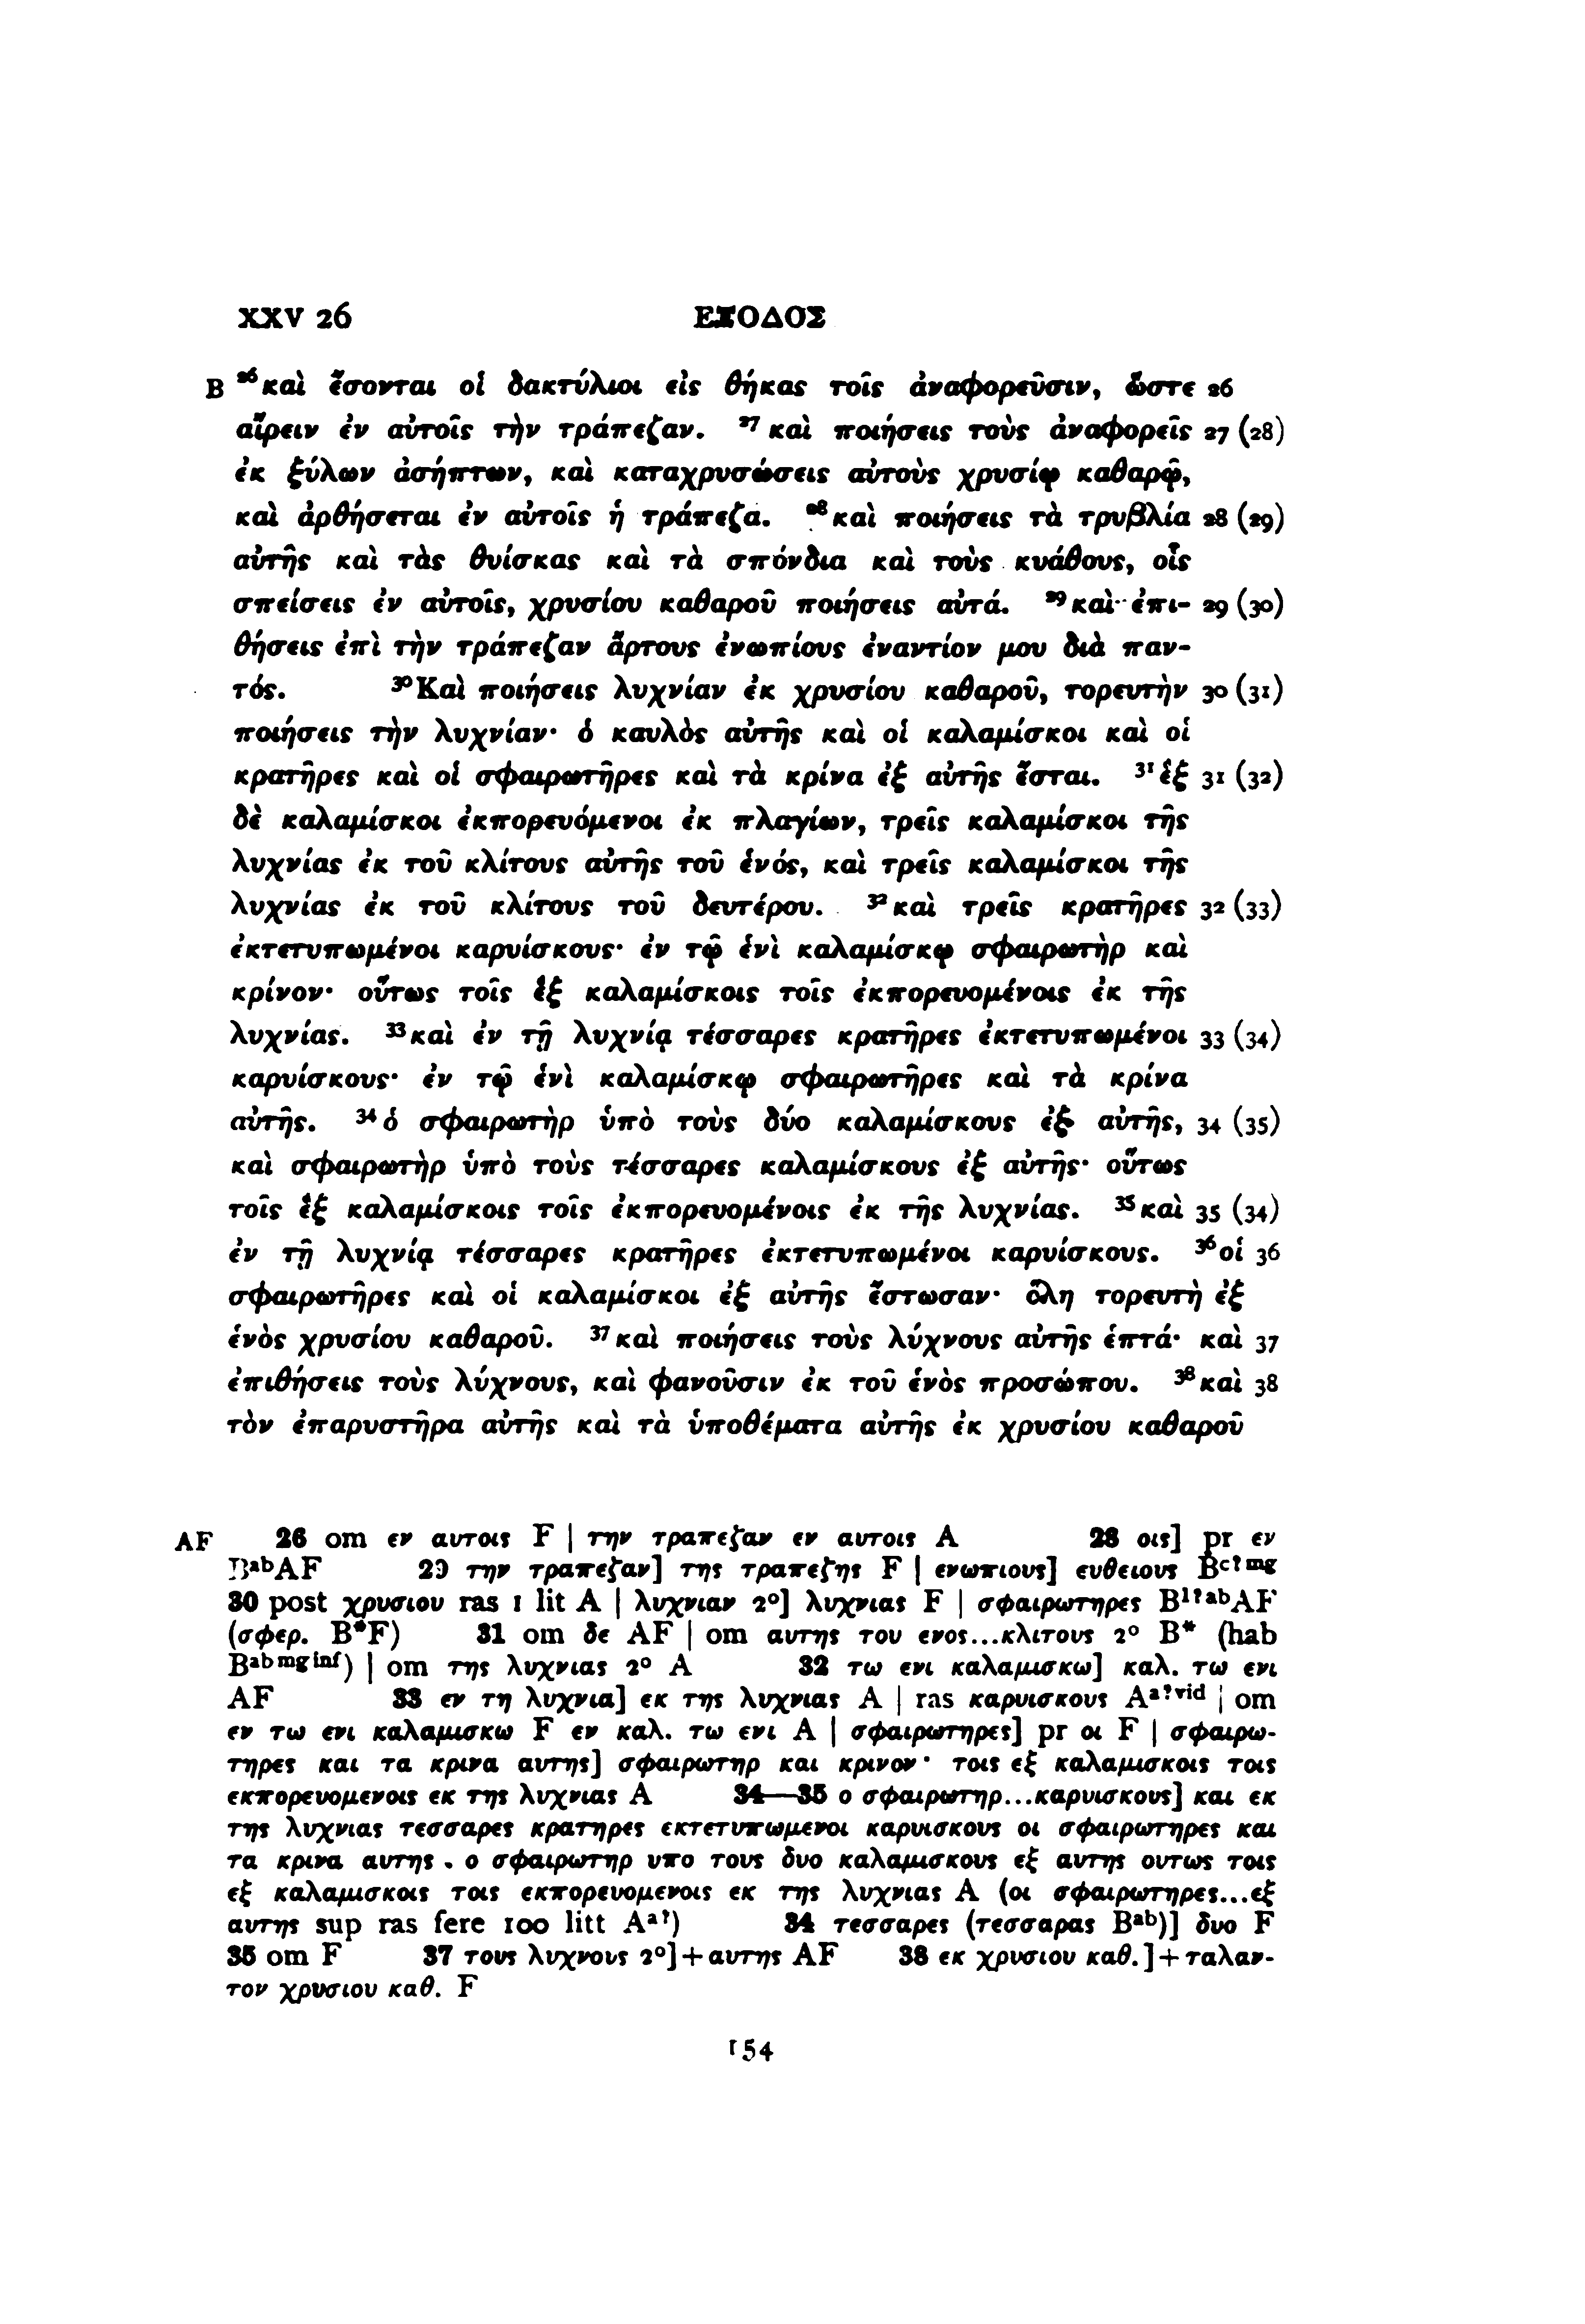 XXV 26 ΕΞΟΔΟΣ
B ²⁶καὶ ἔσονται οἱ δακτύλιοι εἰς θήκας τοῖς ἀναφορεῦσιν, ὥστε 26
αἴρειν ἐν αὐτοῖς τὴν τράπεζαν. ²⁷καὶ ποιήσεις τοὺς ἀναφορεῖς 27 (28)
ἐκ ξύλων ἀσήπτων, καὶ καταχρυσώσεις αὐτοὺς χρυσίῳ καθαρῷ,
καὶ ἀρθήσεται ἐν αὐτοῖς ἡ τράπεζα. ²⁸καὶ ποιήσεις τὰ τρυβλία 28 (29)
αὐτῆς καὶ τὰς θυίσκας καὶ τὰ σπόνδια καὶ τοὺς κυάθους, οἷς
σπείσεις ἐν αὐτοῖς, χρυσίου καθαροῦ ποιήσεις αὐτά. ²⁹καὶ ἐπι- 29 (30)
θήσεις ἐπὶ τὴν τράπεζαν ἄρτους ἐνωπίους ἐναντίον μου διὰ παν-
τός. ³⁰Καὶ ποιήσεις λυχνίαν ἐκ χρυσίου καθαροῦ, τορευτὴν 30 (31)
ποιήσεις τὴν λυχνίαν· ὁ καυλὸς αὐτῆς καὶ οἱ καλαμίσκοι καὶ οἱ
κρατῆρες καὶ οἱ σφαιρωτῆρες καὶ τὰ κρίνα ἐξ αὐτῆς ἔσται. ³¹ἓξ 31 (32)
δὲ καλαμίσκοι ἐκπορευόμενοι ἐκ πλαγίων, τρεῖς καλαμίσκοι τῆς
λυχνίας ἐκ τοῦ κλίτους αὐτῆς τοῦ ἑνός, καὶ τρεῖς καλαμίσκοι τῆς
λυχνίας ἐκ τοῦ κλίτους τοῦ δευτέρου. ³²καὶ τρεῖς κρατῆρες 32 (33)
ἐκτετυπωμένοι καρυίσκους· ἐν τῷ ἑνὶ καλαμίσκῳ σφαιρωτὴρ καὶ
κρίνον· οὕτως τοῖς ἓξ καλαμίσκοις τοῖς ἐκπορευομένοις ἐκ τῆς
λυχνίας. ³³καὶ ἐν τῇ λυχνίᾳ τέσσαρες κρατῆρες ἐκτετυπωμένοι 33 (34)
καρυίσκους· ἐν τῷ ἑνὶ καλαμίσκῳ σφαιρωτῆρες καὶ τὰ κρίνα
αὐτῆς. ³⁴ὁ σφαιρωτὴρ ὑπὸ τοὺς δύο καλαμίσκους ἐξ αὐτῆς, 34 (35)
καὶ σφαιρωτὴρ ὑπὸ τοὺς τέσσαρες καλαμίσκους ἐξ αὐτῆς· οὕτως
τοῖς ἓξ καλαμίσκοις τοῖς ἐκπορευομένοις ἐκ τῆς λυχνίας. ³⁵καὶ 35 (34)
ἐν τῇ λυχνίᾳ τέσσαρες κρατῆρες ἐκτετυπωμένοι καρυίσκους. ³⁶οἱ 36
σφαιρωτῆρες καὶ οἱ καλαμίσκοι ἐξ αὐτῆς ἔστωσαν· ὅλη τορευτὴ ἐξ
ἑνὸς χρυσίου καθαροῦ. ³⁷καὶ ποιήσεις τοὺς λύχνους αὐτῆς ἑπτά· καὶ 37
ἐπιθήσεις τοὺς λύχνους, καὶ φανοῦσιν ἐκ τοῦ ἑνὸς προσώπου. ³⁸καὶ 38
τὸν ἐπαρυστῆρα αὐτῆς καὶ τὰ ὑποθέματα αὐτῆς ἐκ χρυσίου καθαροῦ
AF 26 om εν αυτοις F | την τραπεζαν εν αυτοις A 28 οις] pr εν
BᵃᵇAF 29 την τραπεζαν] της τραπεζης F | ενωπιους] ευθειους Bᶜ?ᵐᵍ
30 post χρυσιου ras 1 lit A | λυχνιαν 2º] λυχνιας F | σφαιρωτηρες B¹?ᵃᵇAF
(σφερ. B*F) 31 om δε AF | om αυτης του ενος...κλιτους 2º B* (hab
Bᵃᵇ ᵐᵍ ⁱⁿᶠ) | om της λυχνιας 2º A 32 τω ενι καλαμισκω] καλ. τω ενι
AF 33 εν τη λυχνια] εκ της λυχνιας A | ras καρυισκους Aᵃ?ᵛⁱᵈ | om
εν τω ενι καλαμισκω F εν καλ. τω ενι A | σφαιρωτηρες] pr οι F | σφαιρω-
τηρες και τα κρινα αυτης] σφαιρωτηρ και κρινον· τοις εξ καλαμισκοις τοις
εκπορευομενοις εκ της λυχνιας A 34—35 ο σφαιρωτηρ...καρυισκους] και εκ
της λυχνιας τεσσαρες κρατηρες εκτετυπωμενοι καρυισκους οι σφαιρωτηρες και
τα κρινα αυτης . ο σφαιρωτηρ υπο τους δυο καλαμισκους εξ αυτης ουτως τοις
εξ καλαμισκοις τοις εκπορευομενοις εκ της λυχνιας A (οι σφαιρωτηρες...εξ
αυτης sup ras fere 100 litt Aᵃ?) 34 τεσσαρες (τεσσαρας Bᵃᵇ)] δυο F
35 om F 37 τους λυχνους 2º]+αυτης AF 38 εκ χρυσιου καθ.]+ταλαν-
τον χρυσιου καθ. F
154